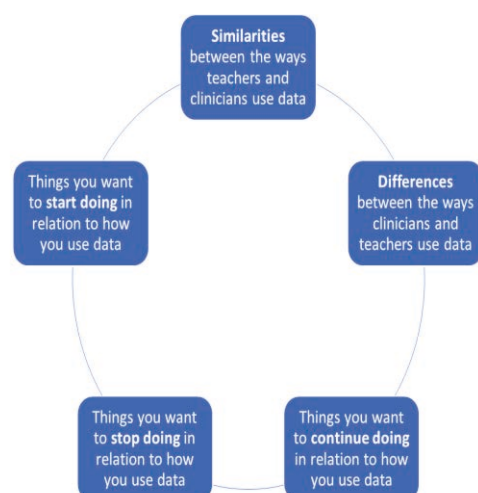 Similarities
between the ways
teachers and
clinicians use data
Differences
between the ways
clinicians and
teachers use data
Things you want
to continue doing
in relation to how
you use data
Things you want
to stop doing in
relation to how
you use data
Things you want
to start doing in
relation to how
you use data